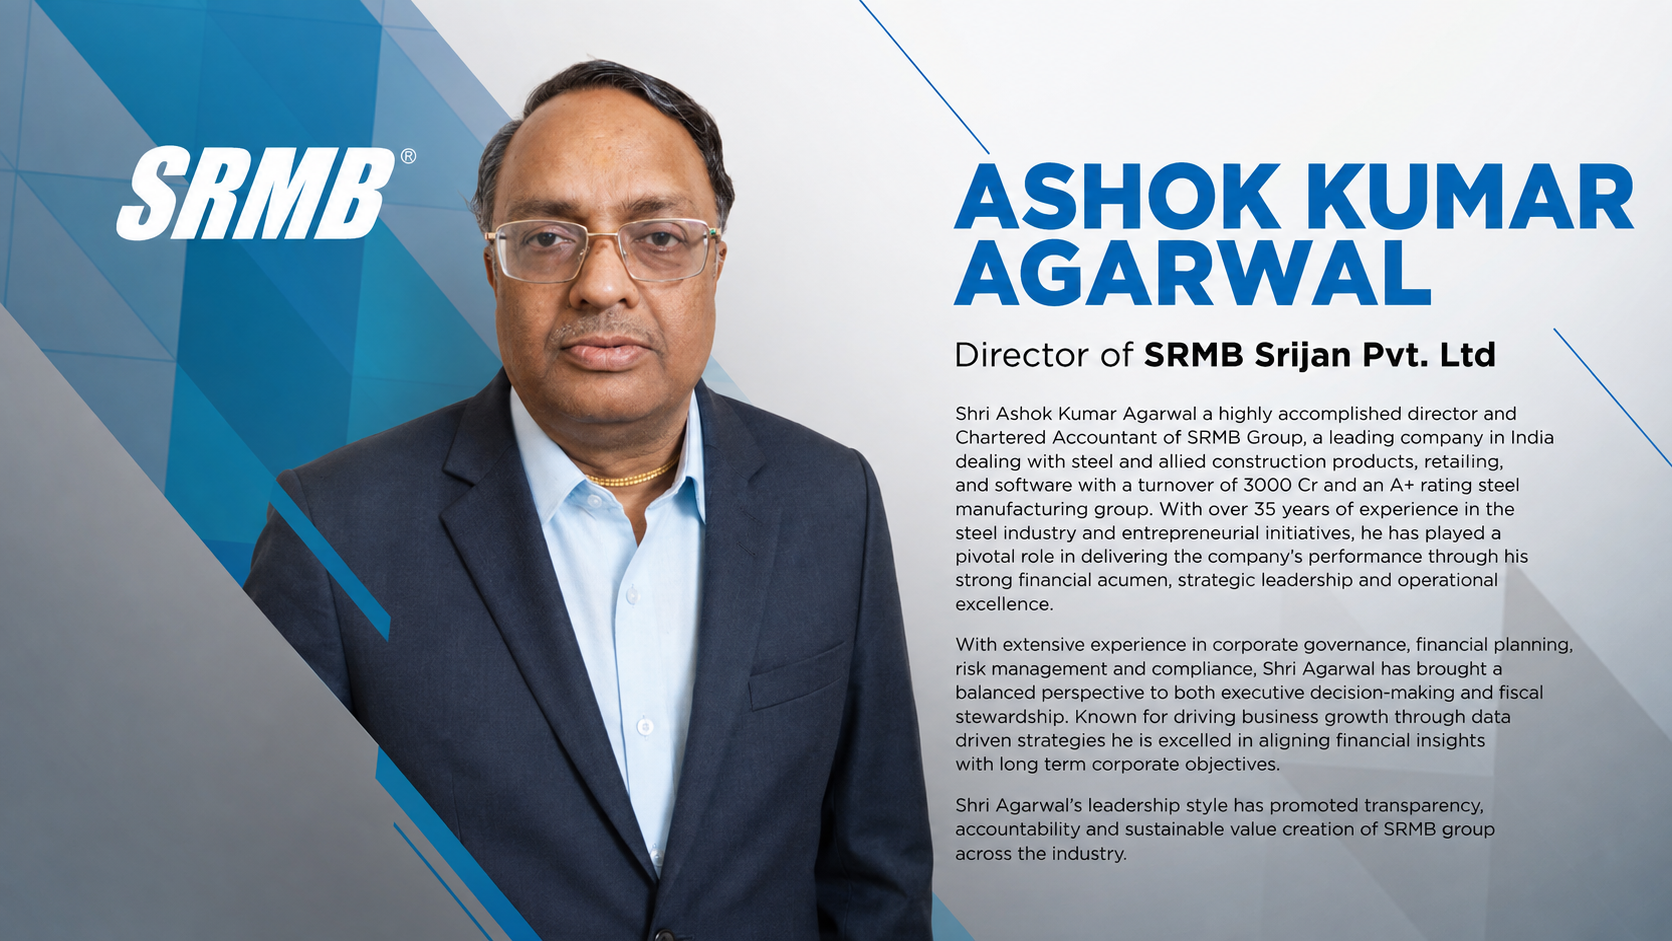 SRMB®
ASHOK KUMAR
AGARWAL
Director of SRMB Srijan Pvt. Ltd
Shri Ashok Kumar Agarwal a highly accomplished director and
Chartered Accountant of SRMB Group, a leading company in India
dealing with steel and allied construction products, retailing,
and software with a turnover of 3000 Cr and an A+ rating steel
manufacturing group. With over 35 years of experience in the
steel industry and entrepreneurial initiatives, he has played a
pivotal role in delivering the company's performance through his
strong financial acumen, strategic leadership and operational
excellence.
With extensive experience in corporate governance, financial planning,
risk management and compliance, Shri Agarwal has brought a
balanced perspective to both executive decision-making and fiscal
stewardship. Known for driving business growth through data
driven strategies he is excelled in aligning financial insights
with long term corporate objectives.
Shri Agarwal's leadership style has promoted transparency,
accountability and sustainable value creation of SRMB group
across the industry.